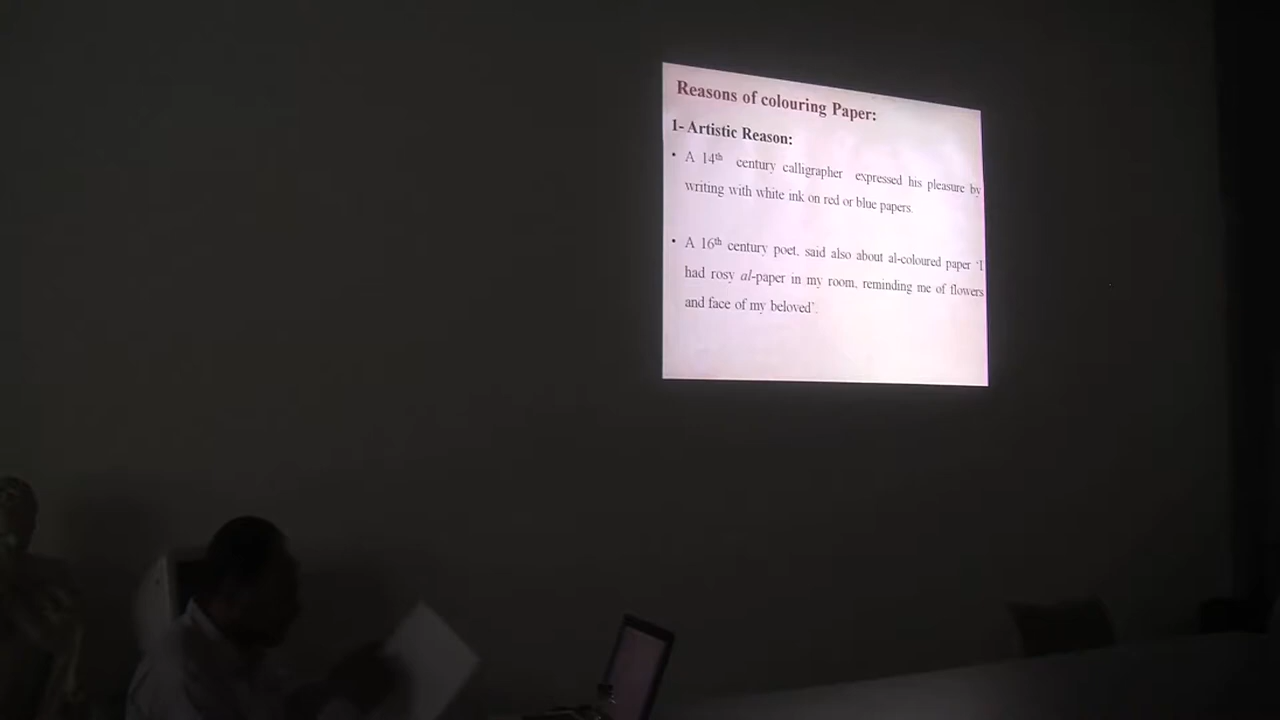 Reasons of colouring Paper:
1- Artistic Reason:
• A 14th century calligrapher expressed his pleasure by
writing with white ink on red or blue papers.
• A 16th century poet, said also about al-coloured paper ‘I
had rosy al-paper in my room, reminding me of flowers
and face of my beloved’.